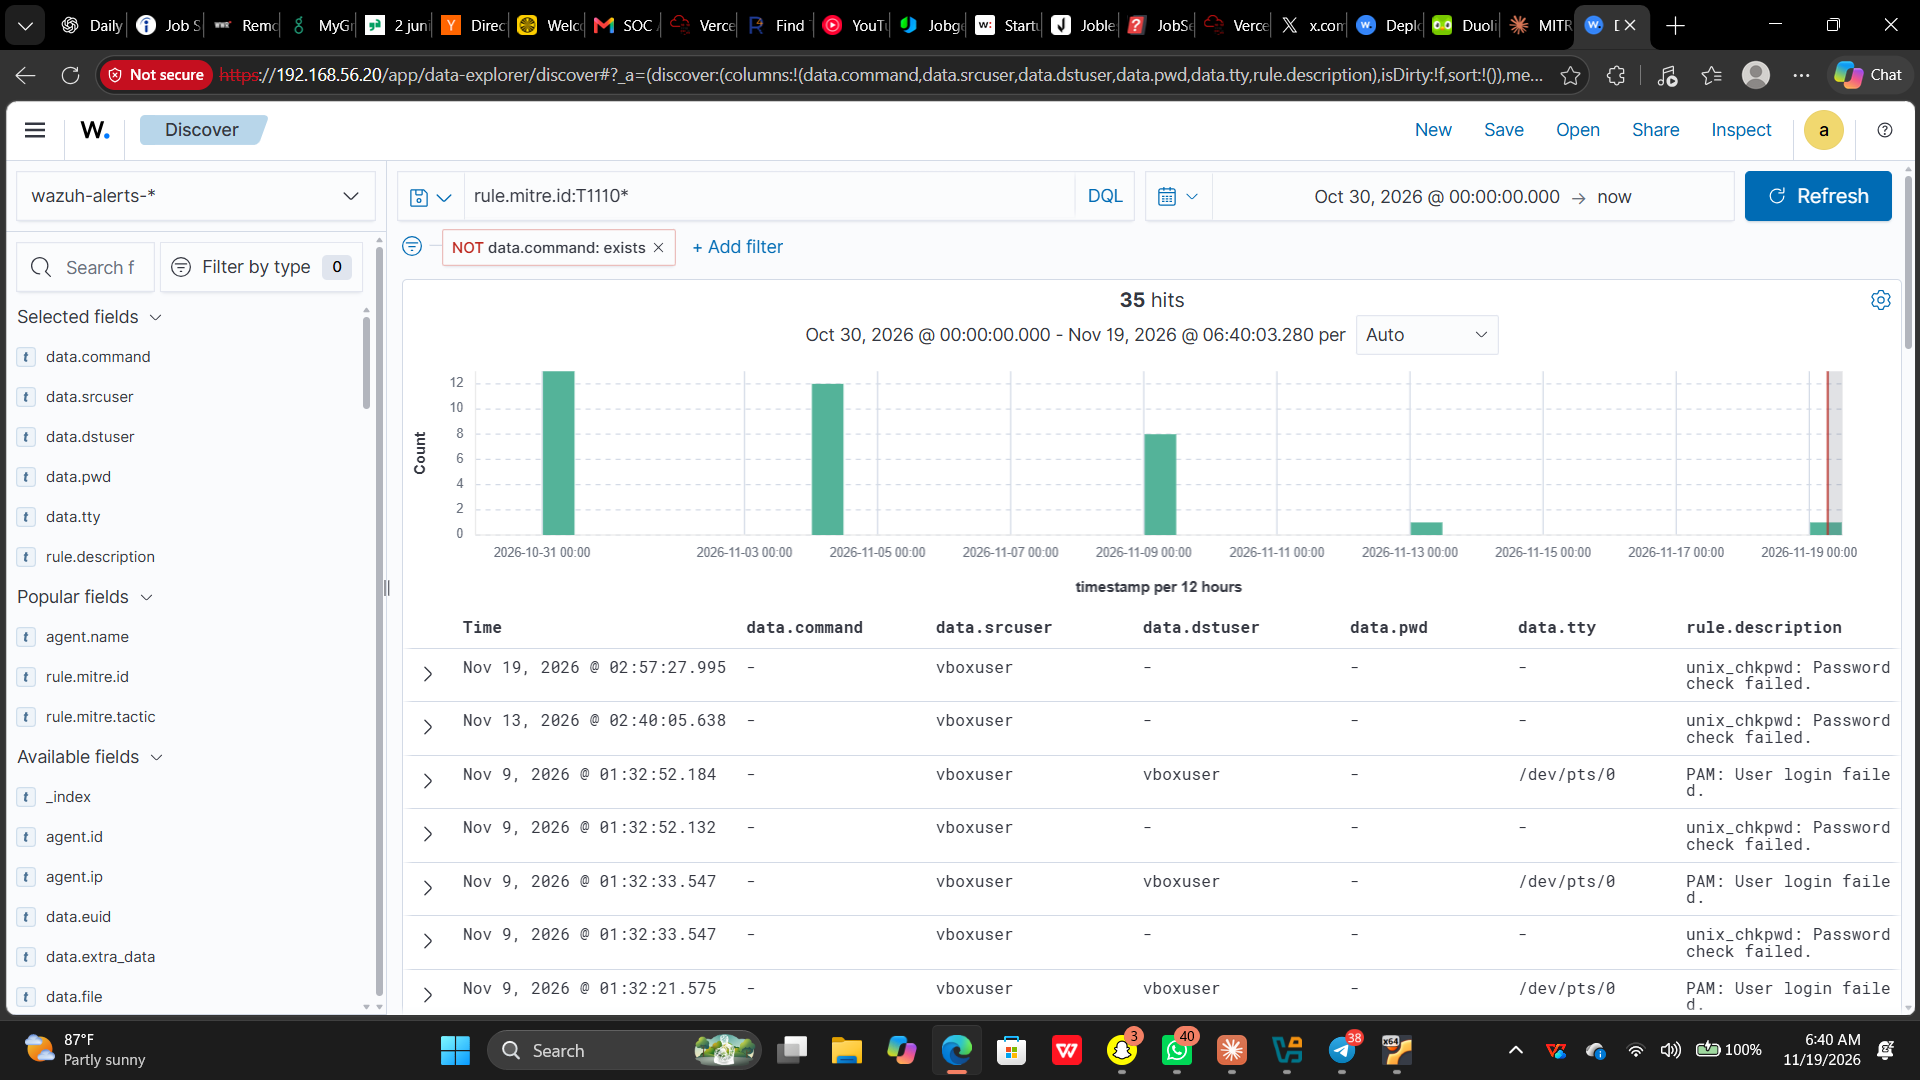 Daily
Job S
Remo
MyGr
2 juni
Direc
Welc
SOC
Verce
Find
YouTu
Jobge
Startu
Joble
JobSe
Verce
x.com
Deplo
Duoli
MITR
Not secure https://192.168.56.20/app/data-explorer/discover#?_a=(discover:(columns:!(data.command,data.srcuser,data.dstuser,data.pwd,data.tty,rule.description),isDirty:!f,sort:!()),me... Chat
W. Discover New Save Open Share Inspect a
wazuh-alerts-* rule.mitre.id:T1110* DQL Oct 30, 2026 @ 00:00:00.000 → now Refresh
NOT data.command: exists × + Add filter
Search f Filter by type 0
Selected fields
data.command
data.srcuser
data.dstuser
data.pwd
data.tty
rule.description
Popular fields
agent.name
rule.mitre.id
rule.mitre.tactic
Available fields
_index
agent.id
agent.ip
data.euid
data.extra_data
data.file
35 hits
Oct 30, 2026 @ 00:00:00.000 - Nov 19, 2026 @ 06:40:03.280 per Auto
Count
12
10
8
6
4
2
0
2026-10-31 00:00 2026-11-03 00:00 2026-11-05 00:00 2026-11-07 00:00 2026-11-09 00:00 2026-11-11 00:00 2026-11-13 00:00 2026-11-15 00:00 2026-11-17 00:00 2026-11-19 00:00
timestamp per 12 hours
Time data.command data.srcuser data.dstuser data.pwd data.tty rule.description
Nov 19, 2026 @ 02:57:27.995 - vboxuser - - - unix_chkpwd: Password
check failed.
Nov 13, 2026 @ 02:40:05.638 - vboxuser - - - unix_chkpwd: Password
check failed.
Nov 9, 2026 @ 01:32:52.184 - vboxuser vboxuser - /dev/pts/0 PAM: User login faile
d.
Nov 9, 2026 @ 01:32:52.132 - vboxuser - - - unix_chkpwd: Password
check failed.
Nov 9, 2026 @ 01:32:33.547 - vboxuser vboxuser - /dev/pts/0 PAM: User login faile
d.
Nov 9, 2026 @ 01:32:33.547 - vboxuser - - - unix_chkpwd: Password
check failed.
Nov 9, 2026 @ 01:32:21.575 - vboxuser vboxuser - /dev/pts/0 PAM: User login faile
d.
87°F
Partly sunny
Search
3
40
38
x64
100%
6:40 AM
11/19/2026